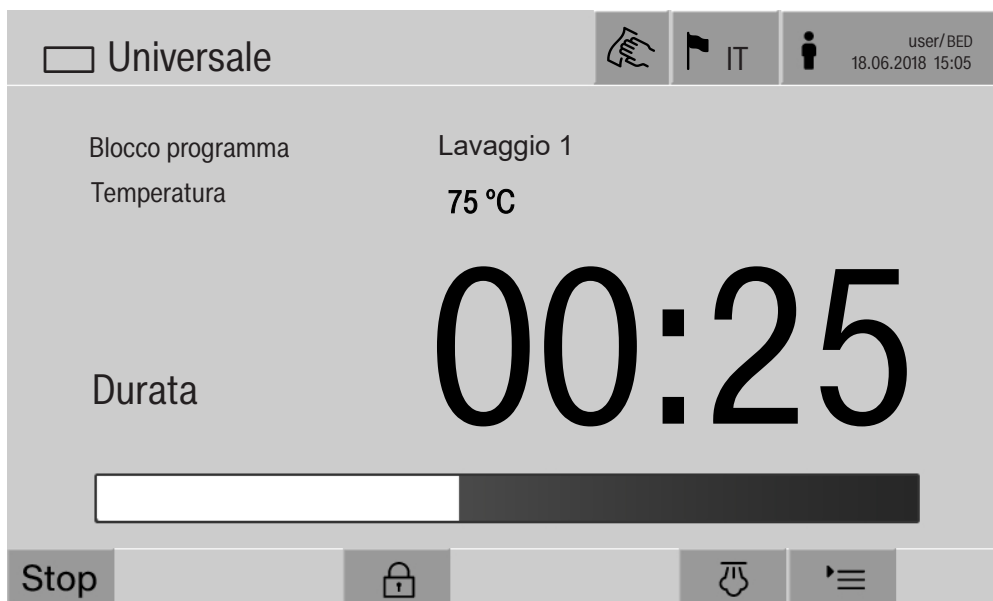 Universale
IT
user/BED
18.06.2018 15:05
Blocco programma Lavaggio 1
Temperatura 75 °C
Durata 00:25
Stop